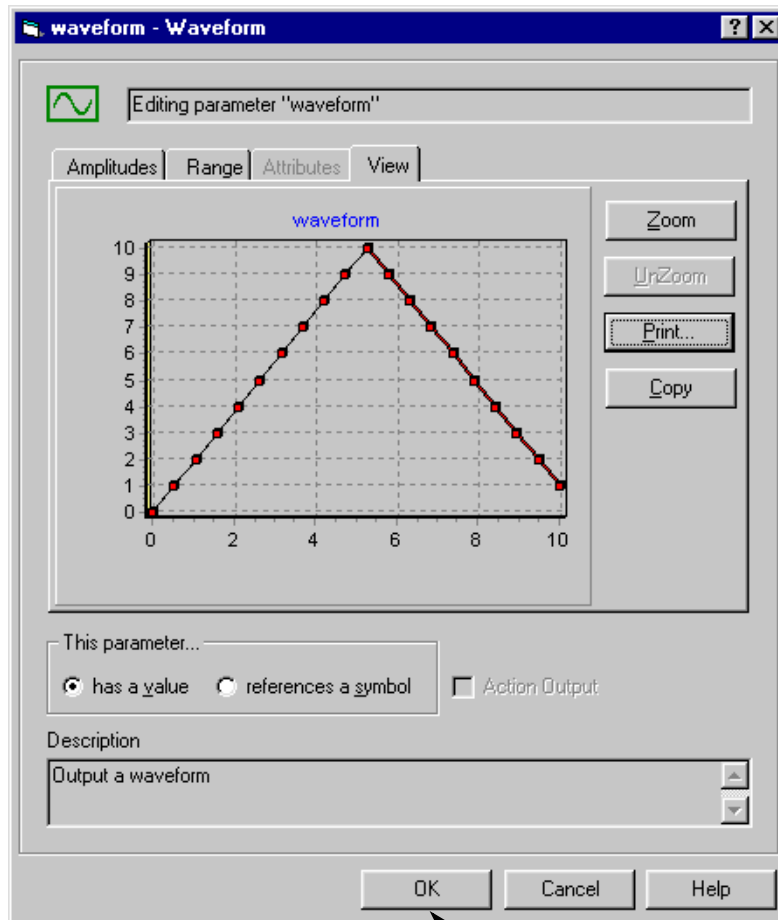 waveform - Waveform
Editing parameter "waveform"
Amplitudes Range Attributes View
waveform
10
9
8
7
6
5
4
3
2
1
0
0 2 4 6 8 10
Zoom
UnZoom
Print...
Copy
This parameter...
has a value references a symbol Action Output
Description
Output a waveform
OK Cancel Help